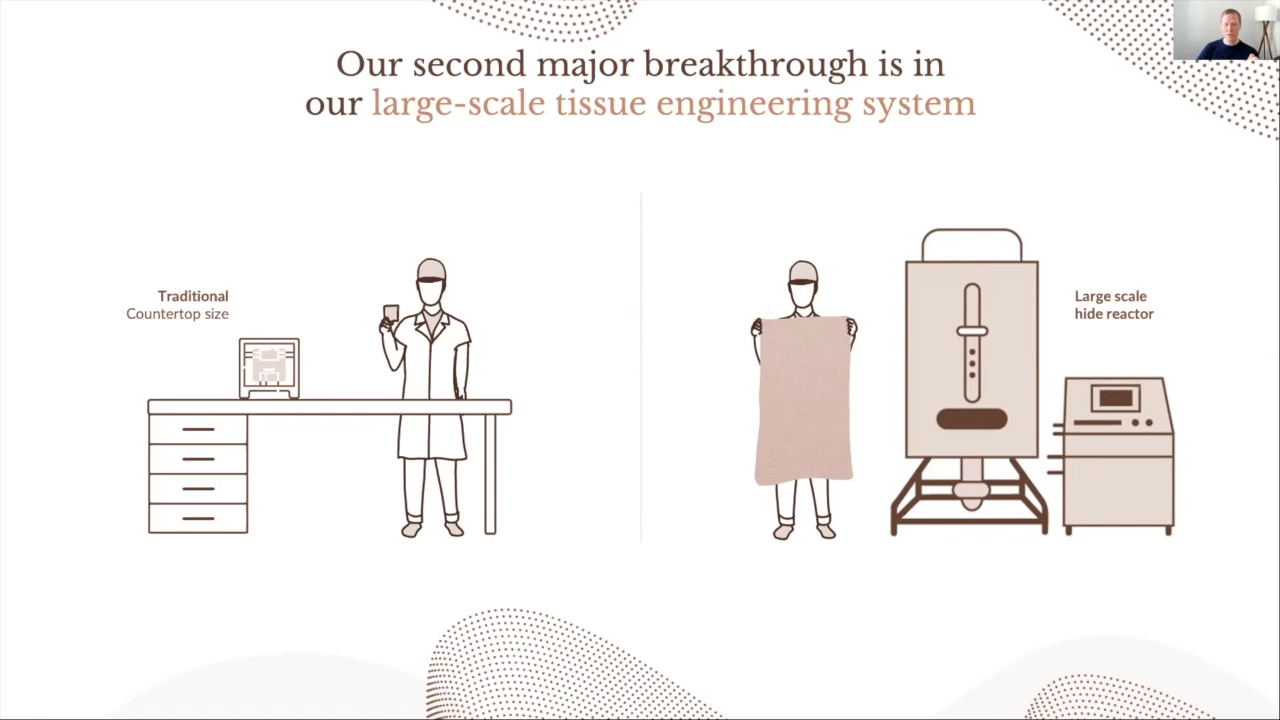 Our second major breakthrough is in
our large-scale tissue engineering system
Traditional
Countertop size
Large scale
hide reactor